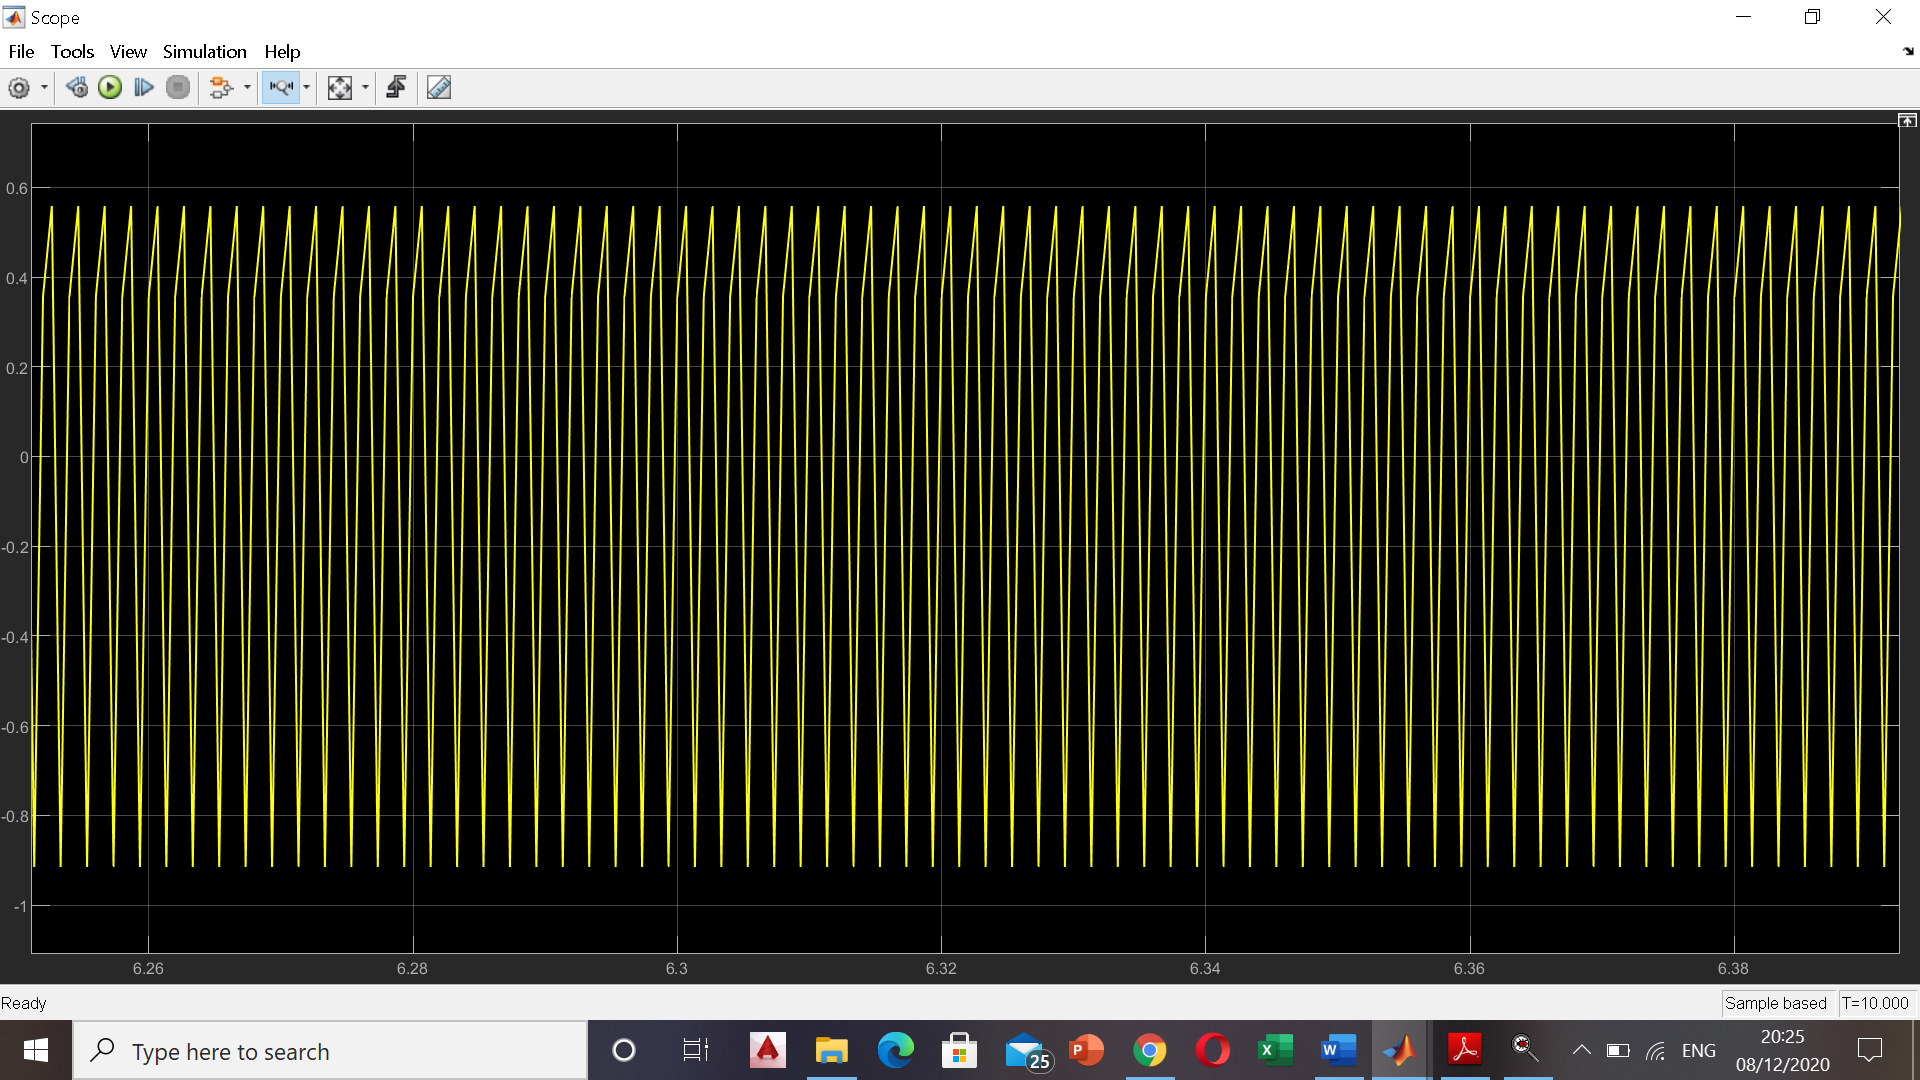 Scope
File Tools View Simulation Help
0.6
0.4
0.2
0
-0.2
-0.4
-0.6
-0.8
-1
6.26 6.28 6.3 6.32 6.34 6.36 6.38
Ready Sample based T=10.000
Type here to search 25 ENG 20:25
08/12/2020